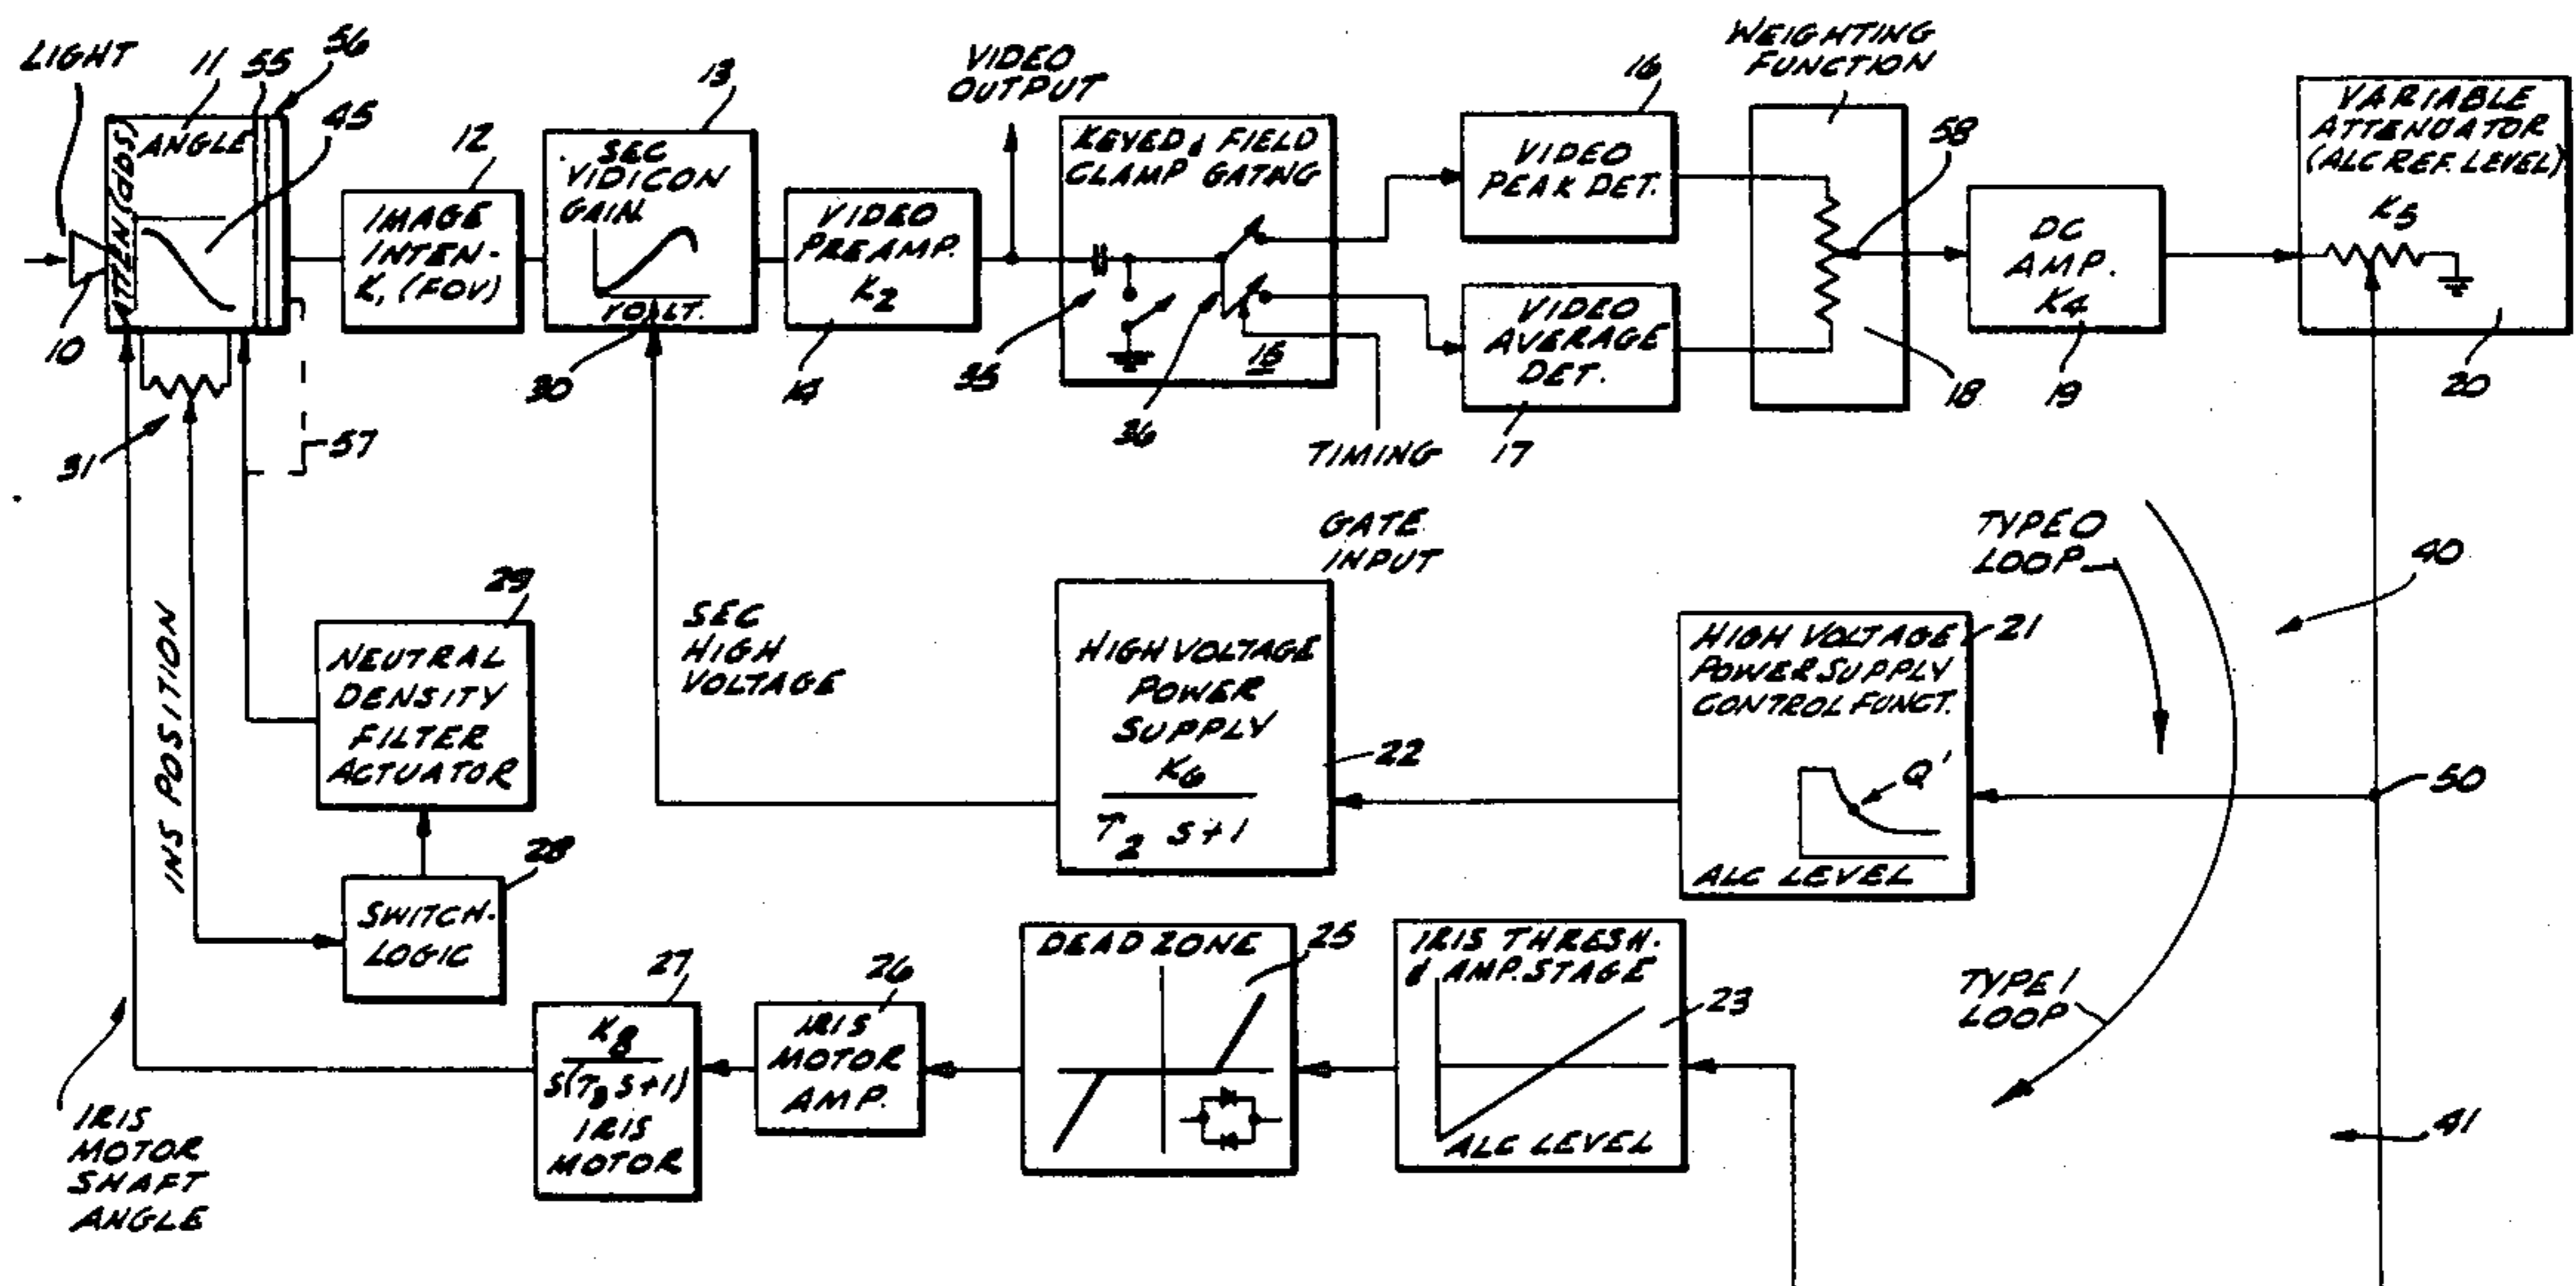 LIGHT
11
55
56
45
ANGLE
ATTEN (dbs)
10
31
57
12
IMAGE
INTEN-
K, (FOV)
13
SEC
VIDICON
GAIN
VOLT.
30
VIDEO
PREAMP.
K2
14
VIDEO
OUTPUT
KEYED & FIELD
CLAMP GATING
15
35
36
TIMING
16
VIDEO
PEAK DET.
VIDEO
AVERAGE
DET.
17
WEIGHTING
FUNCTION
58
18
DC
AMP.
K4
19
VARIABLE
ATTENUATOR
(ALC REF. LEVEL)
K5
20
GATE
INPUT
TYPE O
LOOP
40
29
NEUTRAL
DENSITY
FILTER
ACTUATOR
INS POSITION
SEC
HIGH
VOLTAGE
HIGH VOLTAGE
POWER
SUPPLY
K6
T2 S+1
22
HIGH VOLTAGE
POWER SUPPLY
CONTROL FUNCT.
Q'
ALC LEVEL
21
50
28
SWITCH-
LOGIC
27
K8
S(T3 S+1)
IRIS
MOTOR
26
IRIS
MOTOR
AMP.
DEAD ZONE
25
IRIS THRESH.
& AMP. STAGE
23
ALC LEVEL
TYPE 1
LOOP
41
IRIS
MOTOR
SHAFT
ANGLE